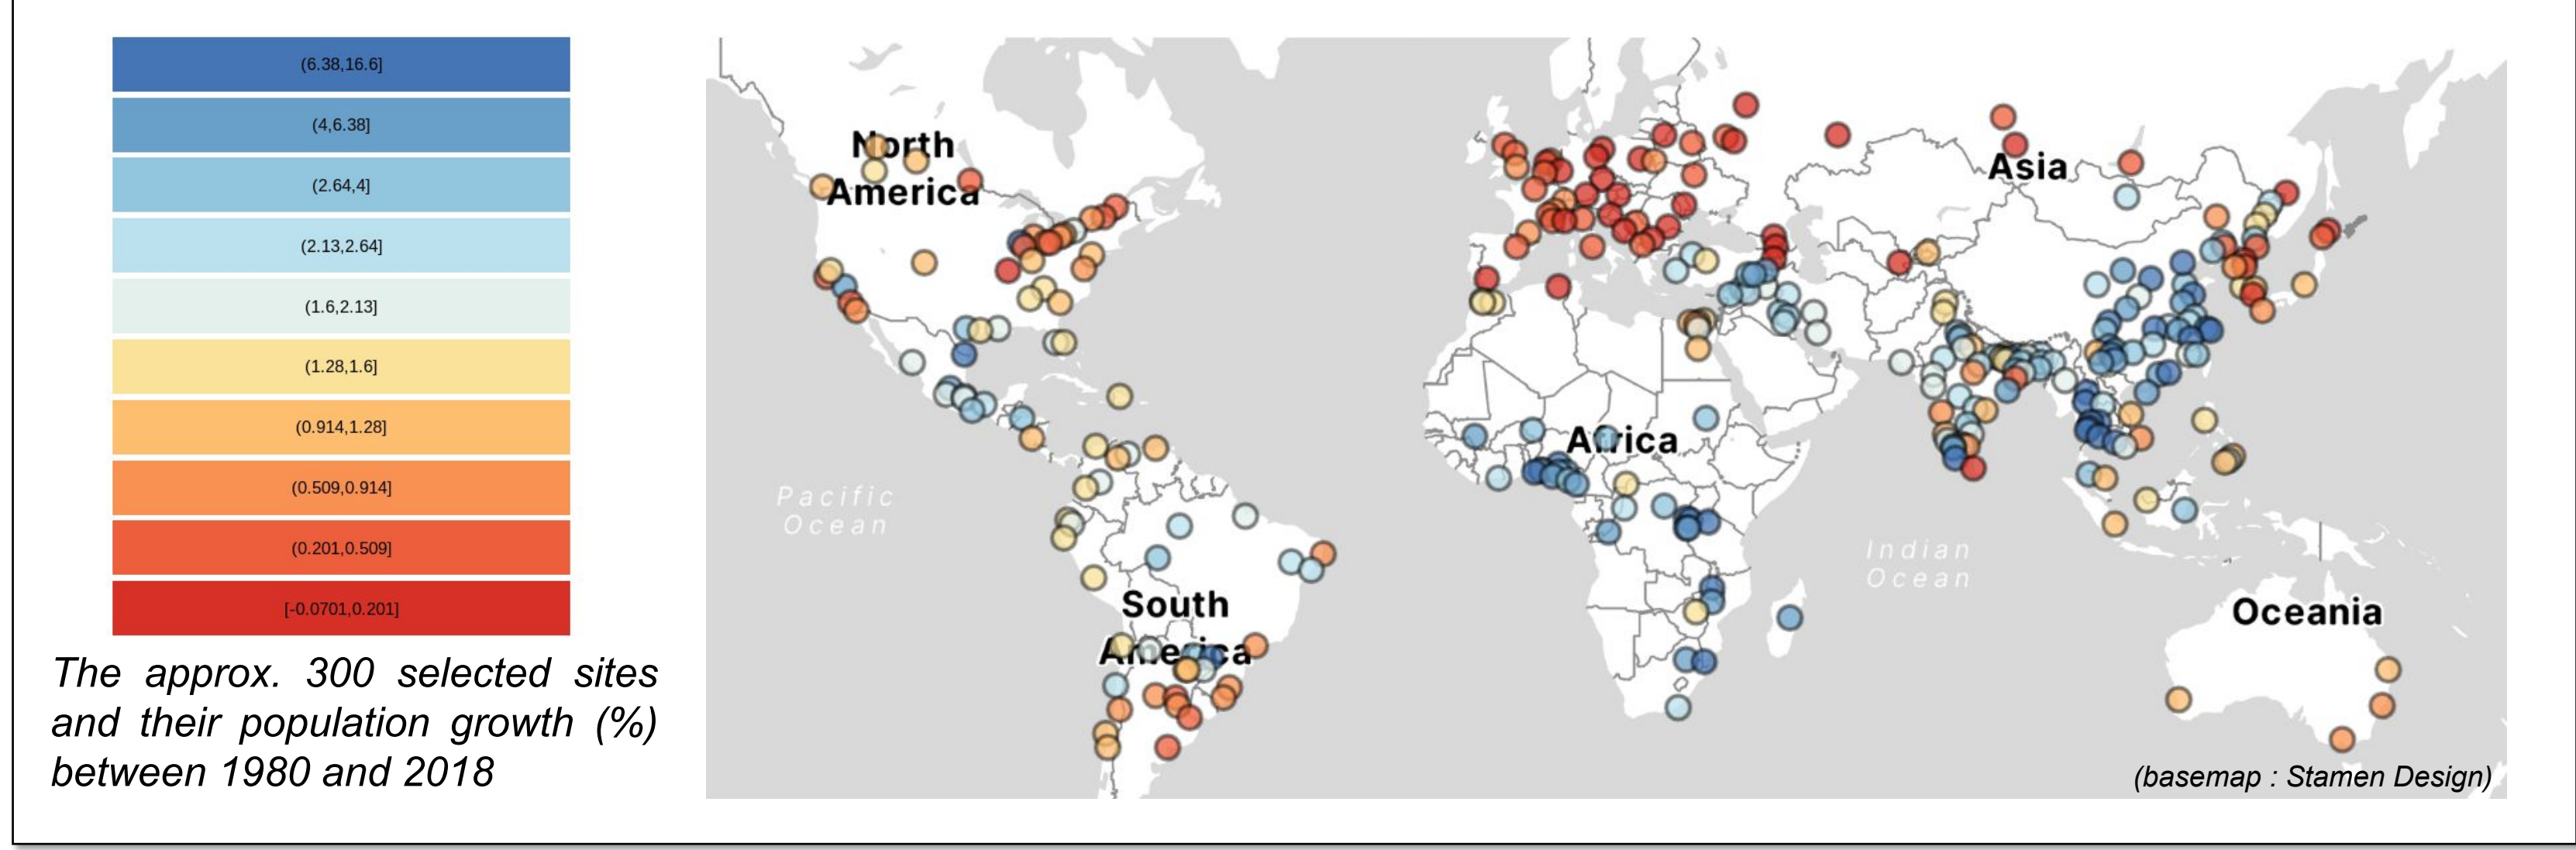 (6.38,16.6]
(4,6.38]
(2.64,4]
(2.13,2.64]
(1.6,2.13]
(1.28,1.6]
(0.914,1.28]
(0.509,0.914]
(0.201,0.509]
[-0.0701,0.201]
The approx. 300 selected sites
and their population growth (%)
between 1980 and 2018
North
America
Asia
Africa
Pacific
Ocean
South
America
Indian
Ocean
Oceania
(basemap : Stamen Design)